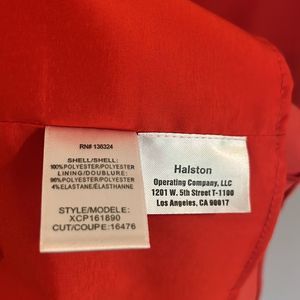 RN# 136324
SHELL/SHELL:
100%POLYESTER/POLYESTER
LINING/DOUBLURE:
96%POLYESTER/POLYESTER
4%ELASTANE/ELASTHANNE
STYLE/MODELE:
XCP161890
CUT/COUPE:16476
Halston
Operating Company, LLC
1201 W. 5th Street T-1100
Los Angeles, CA 90017